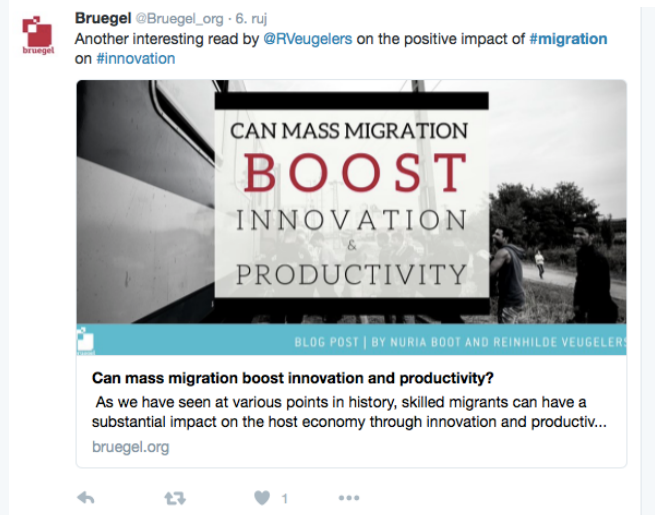 Bruegel @Bruegel_org · 6. ruj
Another interesting read by @RVeugelers on the positive impact of #migration
on #innovation
bruegel
CAN MASS MIGRATION
BOOST
INNOVATION
&
PRODUCTIVITY
BLOG POST | BY NURIA BOOT AND REINHILDE VEUGELERS
Can mass migration boost innovation and productivity?
As we have seen at various points in history, skilled migrants can have a
substantial impact on the host economy through innovation and productiv...
bruegel.org
1